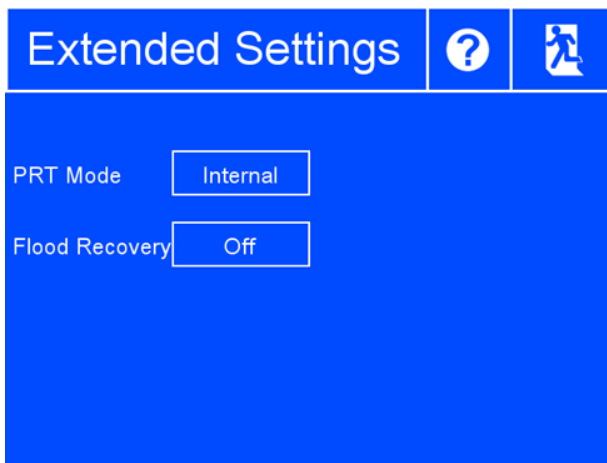 Extended Settings ?
PRT Mode Internal
Flood Recovery Off